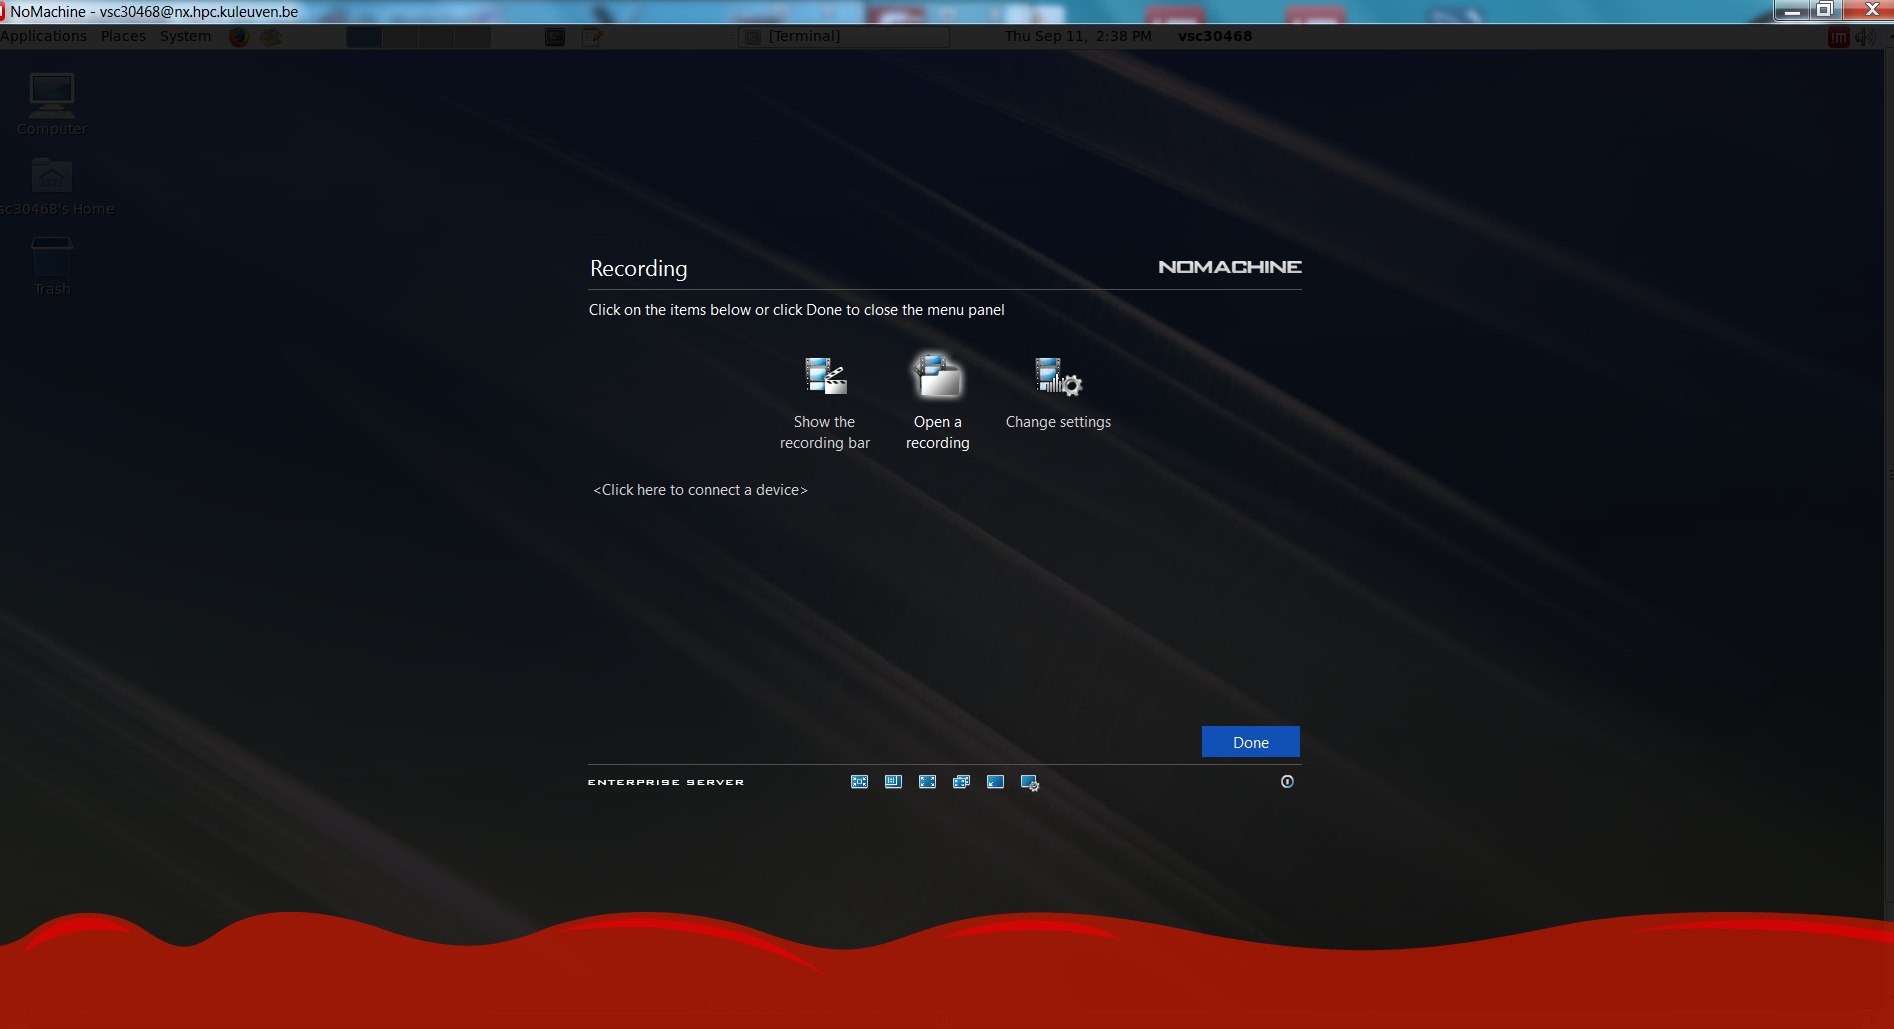 NoMachine - vsc30468@nx.hpc.kuleuven.be
Applications Places System [Terminal] Thu Sep 11, 2:38 PM vsc30468 !m
Computer
sc30468's Home
Trash
Recording NOMACHINE
Click on the items below or click Done to close the menu panel
Show the
recording bar
Open a
recording
Change settings
<Click here to connect a device>
Done
ENTERPRISE SERVER